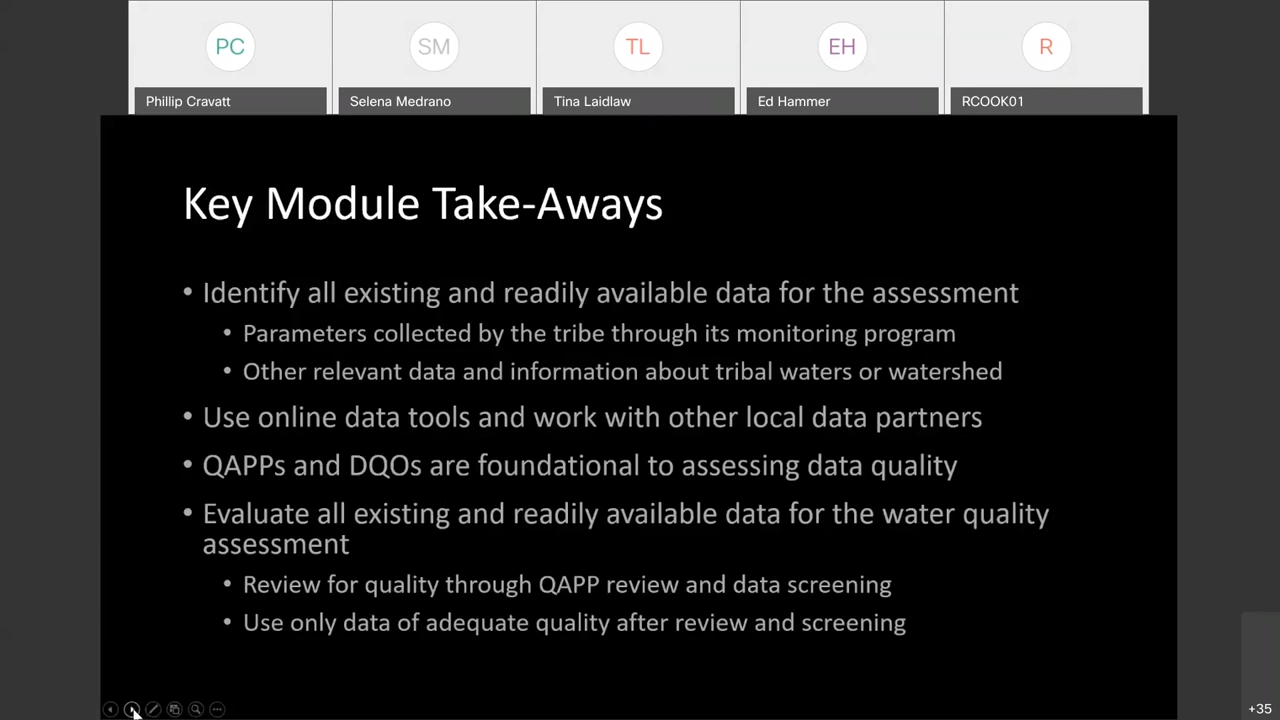 PC
SM
TL
EH
R
Phillip Cravatt
Selena Medrano
Tina Laidlaw
Ed Hammer
RCOOK01
Key Module Take-Aways
• Identify all existing and readily available data for the assessment
• Parameters collected by the tribe through its monitoring program
• Other relevant data and information about tribal waters or watershed
• Use online data tools and work with other local data partners
• QAPPs and DQOs are foundational to assessing data quality
• Evaluate all existing and readily available data for the water quality
assessment
• Review for quality through QAPP review and data screening
• Use only data of adequate quality after review and screening
+35